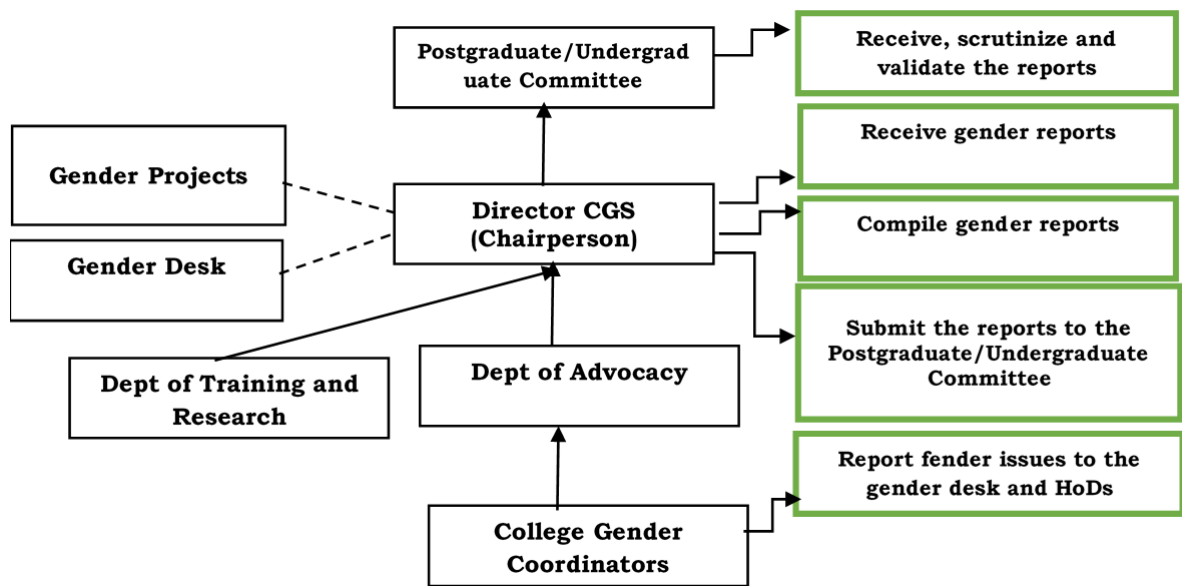 Postgraduate/Undergrad
uate Committee
Receive, scrutinize and
validate the reports
Receive gender reports
Gender Projects
Director CGS
(Chairperson)
Compile gender reports
Gender Desk
Submit the reports to the
Postgraduate/Undergraduate
Committee
Dept of Training and
Research
Dept of Advocacy
Report fender issues to the
gender desk and HoDs
College Gender
Coordinators